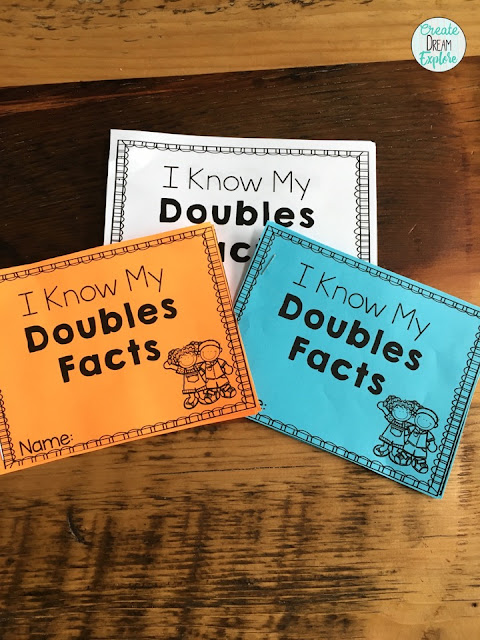 Create
DREAM
Explore
I Know My
Doubles
I Know My
Doubles
Facts
Name:
I Know My
Doubles
Facts